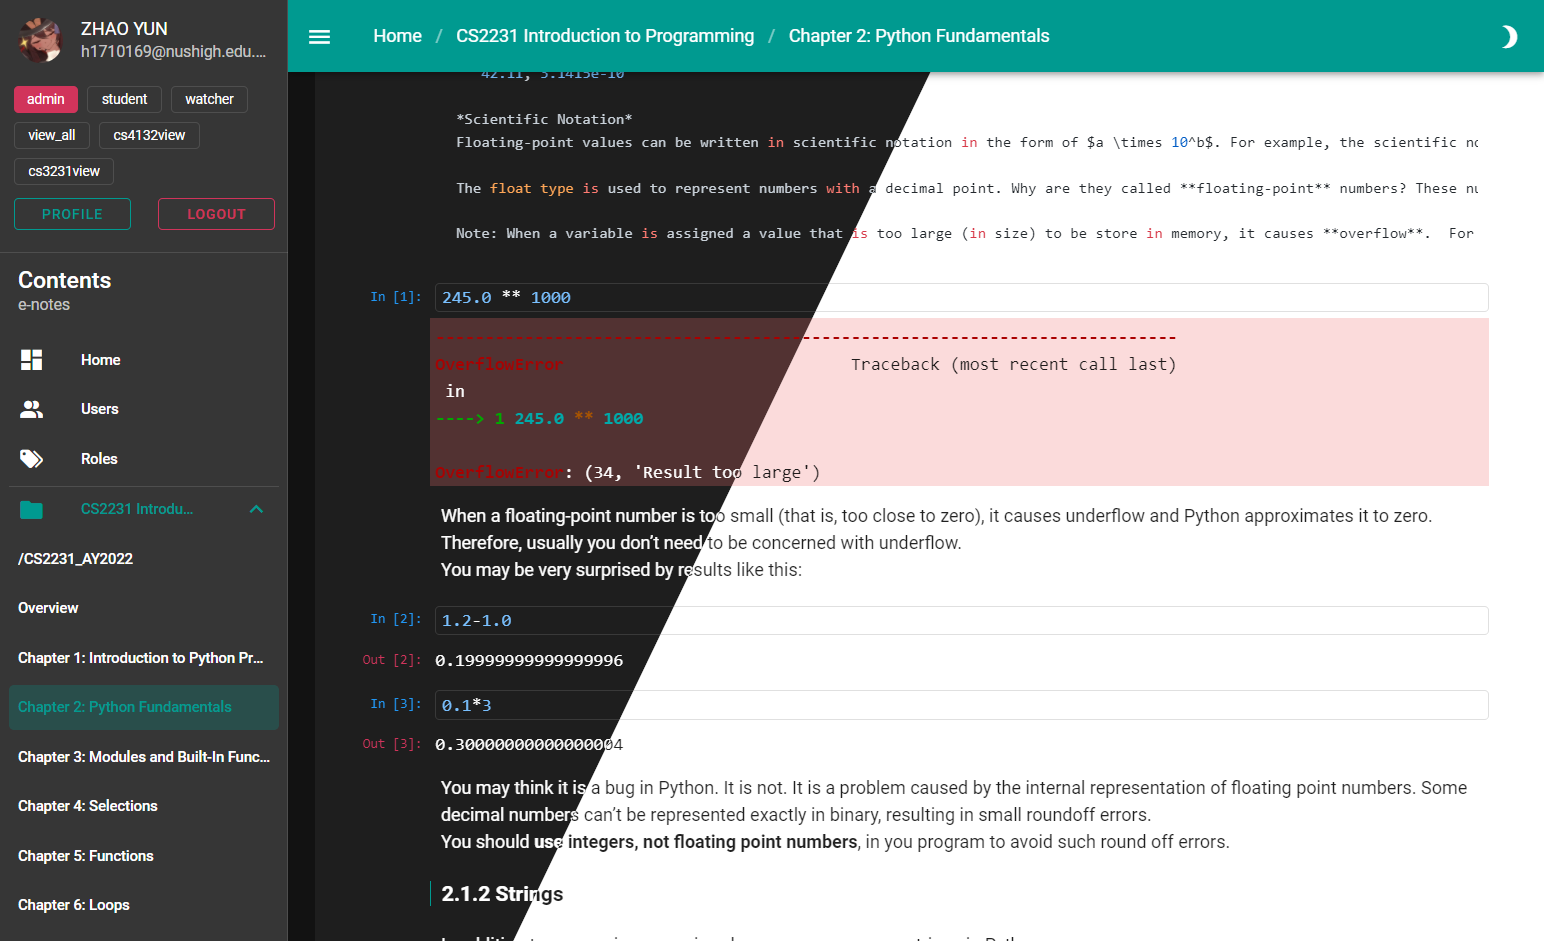 ZHAO YUN
h1710169@nushigh.edu....
admin student watcher
view_all cs4132view
cs3231view
PROFILE LOGOUT
Contents
e-notes
Home
Users
Roles
CS2231 Introdu...
/CS2231_AY2022
Overview
Chapter 1: Introduction to Python Pr...
Chapter 2: Python Fundamentals
Chapter 3: Modules and Built-In Func...
Chapter 4: Selections
Chapter 5: Functions
Chapter 6: Loops
Home / CS2231 Introduction to Programming / Chapter 2: Python Fundamentals
42.11, 3.1415e-10
*Scientific Notation*
Floating-point values can be written in scientific notation in the form of $a \times 10^b$. For example, the scientific no
The float type is used to represent numbers with a decimal point. Why are they called **floating-point** numbers? These nu
Note: When a variable is assigned a value that is too large (in size) to be store in memory, it causes **overflow**.  For
In [1]: 245.0 ** 1000
---------------------------------------------------------------------------
OverflowError Traceback (most recent call last)
in
----> 1 245.0 ** 1000
OverflowError: (34, 'Result too large')
When a floating-point number is too small (that is, too close to zero), it causes underflow and Python approximates it to zero.
Therefore, usually you don't need to be concerned with underflow.
You may be very surprised by results like this:
In [2]: 1.2-1.0
Out [2]: 0.19999999999999996
In [3]: 0.1*3
Out [3]: 0.30000000000000004
You may think it is a bug in Python. It is not. It is a problem caused by the internal representation of floating point numbers. Some
decimal numbers can't be represented exactly in binary, resulting in small roundoff errors.
You should use integers, not floating point numbers, in you program to avoid such round off errors.
2.1.2 Strings